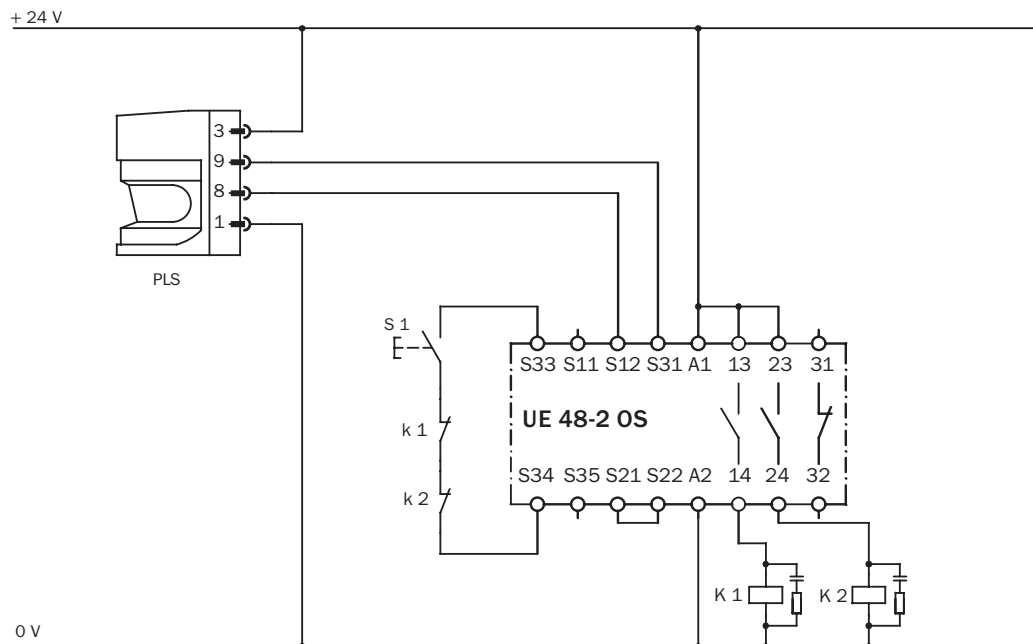 + 24 V
3
9
8
1
PLS
S 1
S33 S11 S12 S31 A1 13 23 31
k 1
UE 48-2 OS
k 2
S34 S35 S21 S22 A2 14 24 32
K 1
K 2
0 V